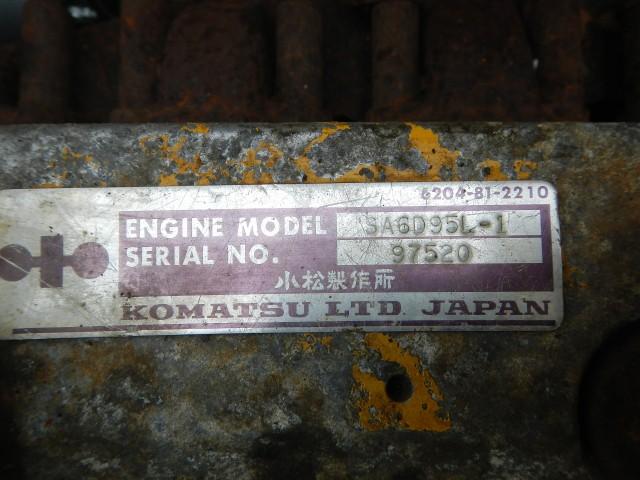 6204-81-2210
ENGINE MODEL SA6D95L-1
SERIAL NO. 97520
小松製作所
KOMATSU LTD. JAPAN